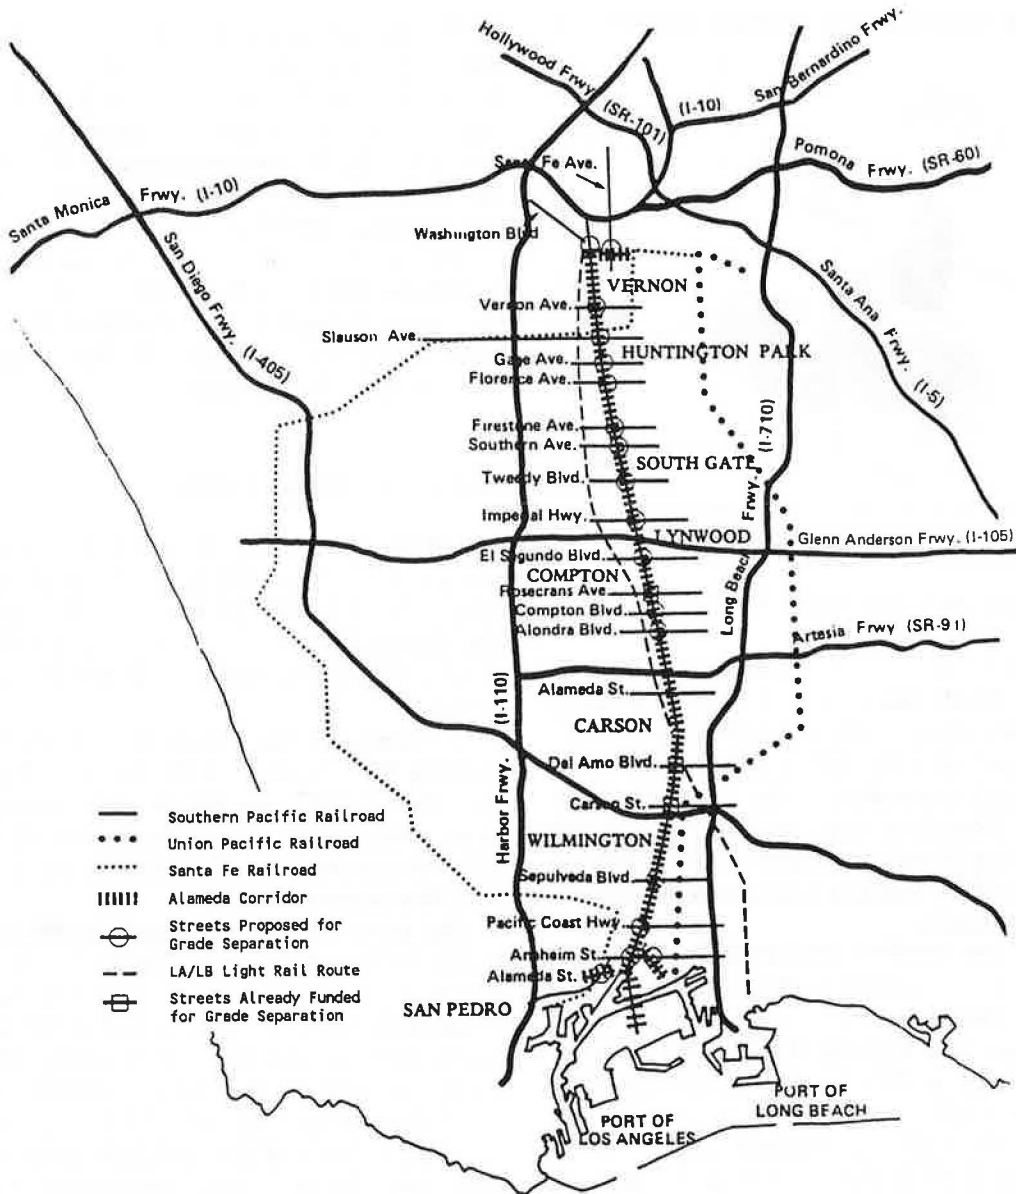 Hollywood Frwy. (SR-101)
(I-10) San Bernardino Frwy.
Santa Fe Ave.
Pomona Frwy. (SR-60)
Santa Monica Frwy. (I-10)
Washington Blvd
San Diego Frwy. (I-405)
VERNON
Santa Ana Frwy. (I-5)
Vernon Ave.
Slauson Ave.
HUNTINGTON PARK
Gage Ave.
Florence Ave.
Firestone Ave.
Southern Ave.
SOUTH GATE
Tweedy Blvd.
Long Beach Frwy. (I-710)
Imperial Hwy.
LYNWOOD
Glenn Anderson Frwy. (I-105)
El Segundo Blvd.
COMPTON
Rosecrans Ave.
Compton Blvd.
Alondra Blvd.
Artesia Frwy (SR-91)
Alameda St.
Harbor Frwy. (I-110)
CARSON
Del Amo Blvd.
Carson St.
WILMINGTON
Sepulveda Blvd.
Pacific Coast Hwy
Anaheim St.
Alameda St.
SAN PEDRO
PORT OF
LONG BEACH
PORT OF
LOS ANGELES
Southern Pacific Railroad
Union Pacific Railroad
Santa Fe Railroad
Alameda Corridor
Streets Proposed for
Grade Separation
LA/LB Light Rail Route
Streets Already Funded
for Grade Separation